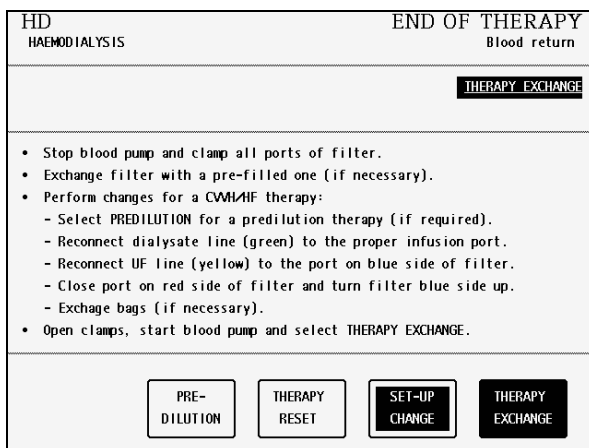 HD
END OF THERAPY
HAEMODIALYSIS
Blood return
THERAPY EXCHANGE
• Stop blood pump and clamp all ports of filter.
• Exchange filter with a pre-filled one (if necessary).
• Perform changes for a CVVH/HF therapy:
- Select PREDILUTION for a predilution therapy (if required).
- Reconnect dialysate line (green) to the proper infusion port.
- Reconnect UF line (yellow) to the port on blue side of filter.
- Close port on red side of filter and turn filter blue side up.
- Exchage bags (if necessary).
• Open clamps, start blood pump and select THERAPY EXCHANGE.
PRE-
DILUTION
THERAPY
RESET
SET-UP
CHANGE
THERAPY
EXCHANGE